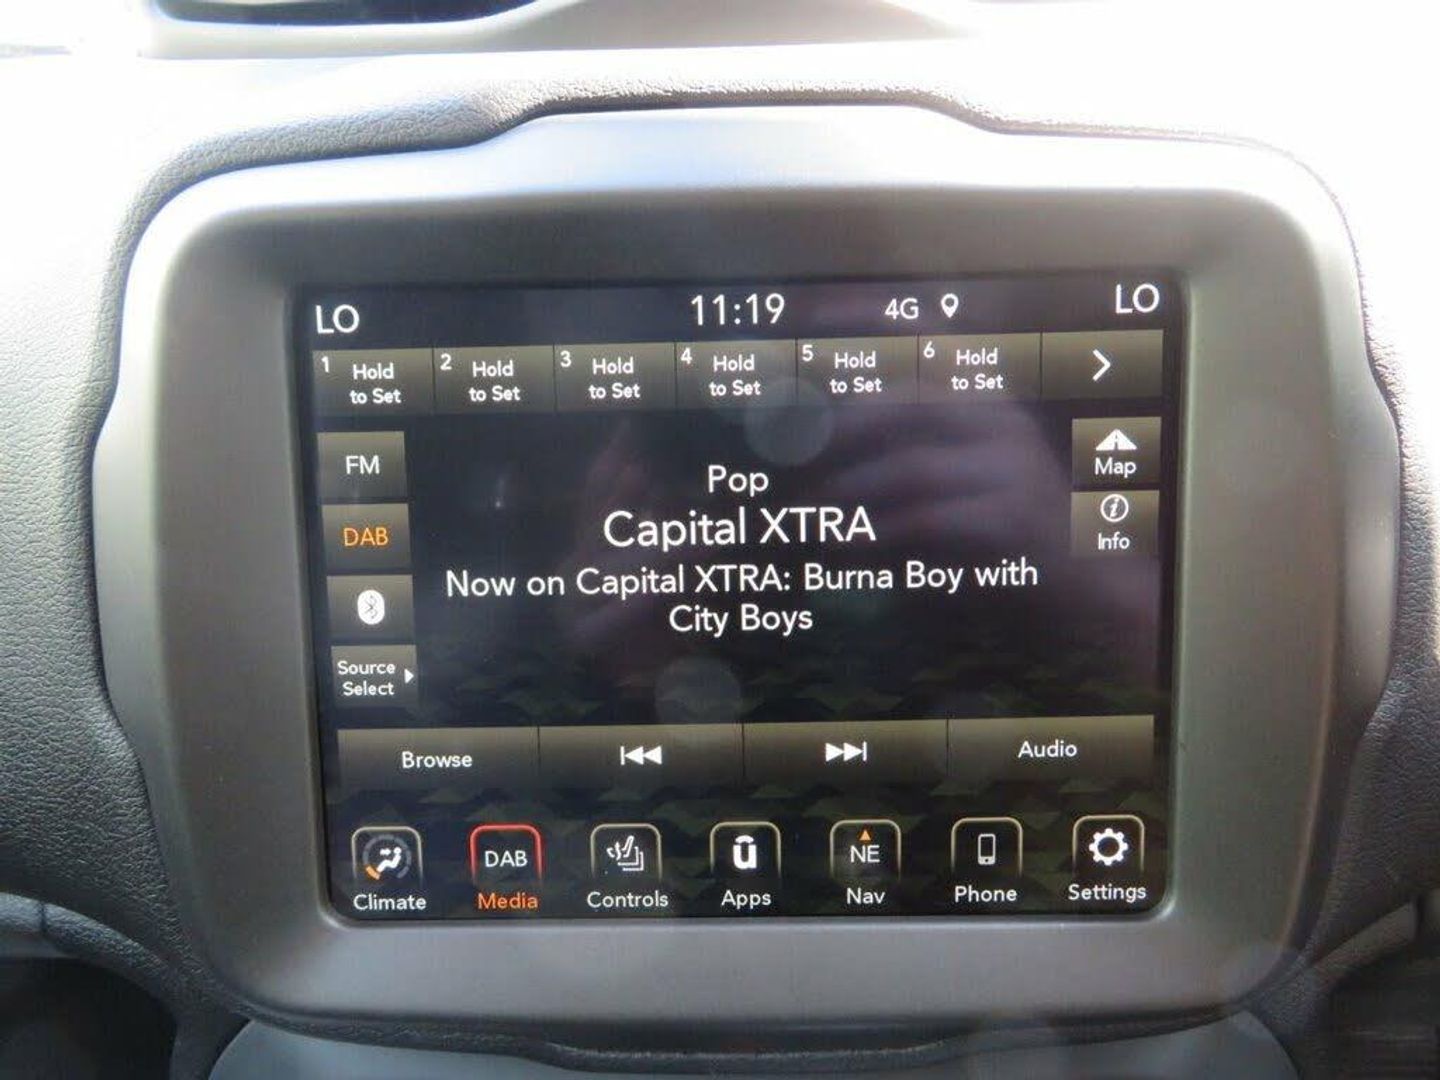 LO 11:19 4G LO
1 Hold to Set 2 Hold to Set 3 Hold to Set 4 Hold to Set 5 Hold to Set 6 Hold to Set
FM
DAB
Source
Select
Pop
Capital XTRA
Now on Capital XTRA: Burna Boy with
City Boys
Map
Info
Browse Audio
DAB NE
Climate Media Controls Apps Nav Phone Settings